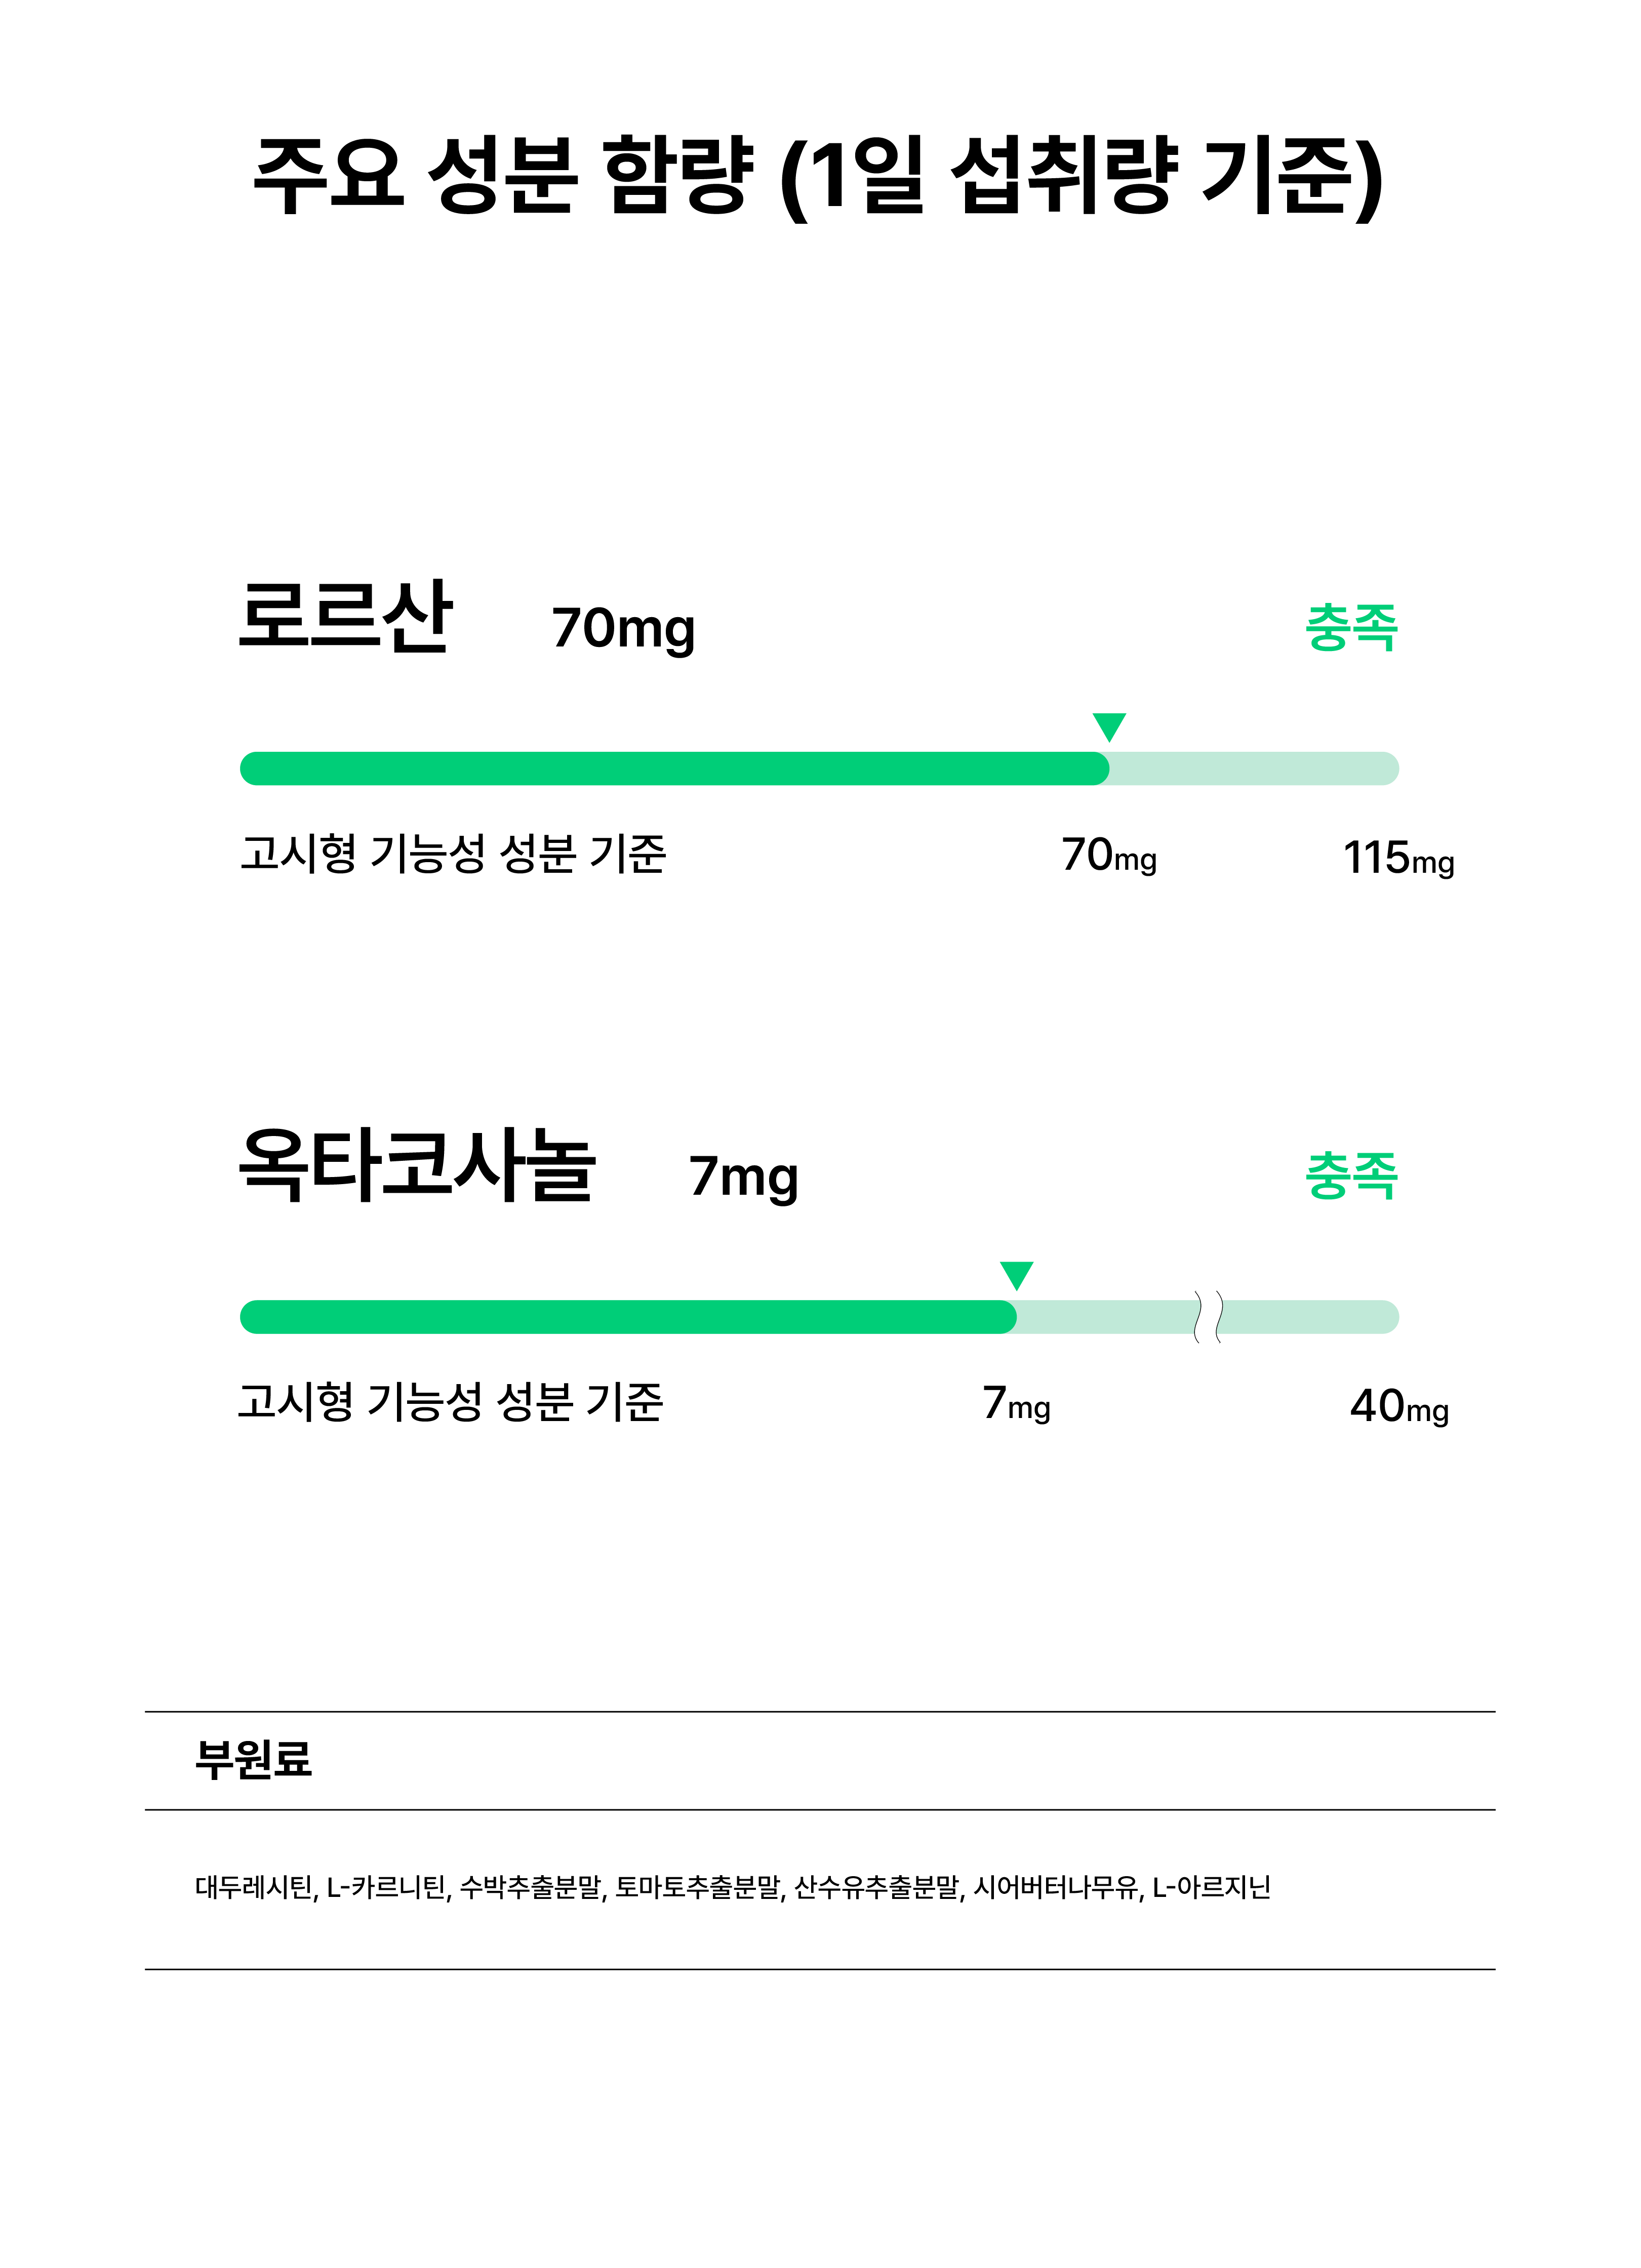 주요 성분 함량 (1일 섭취량 기준)
로르산 70mg 충족
고시형 기능성 성분 기준 70mg 115mg
옥타코사놀 7mg 충족
고시형 기능성 성분 기준 7mg 40mg
부원료
대두레시틴, L-카르니틴, 수박추출분말, 토마토추출분말, 산수유추출분말, 시어버터나무유, L-아르지닌